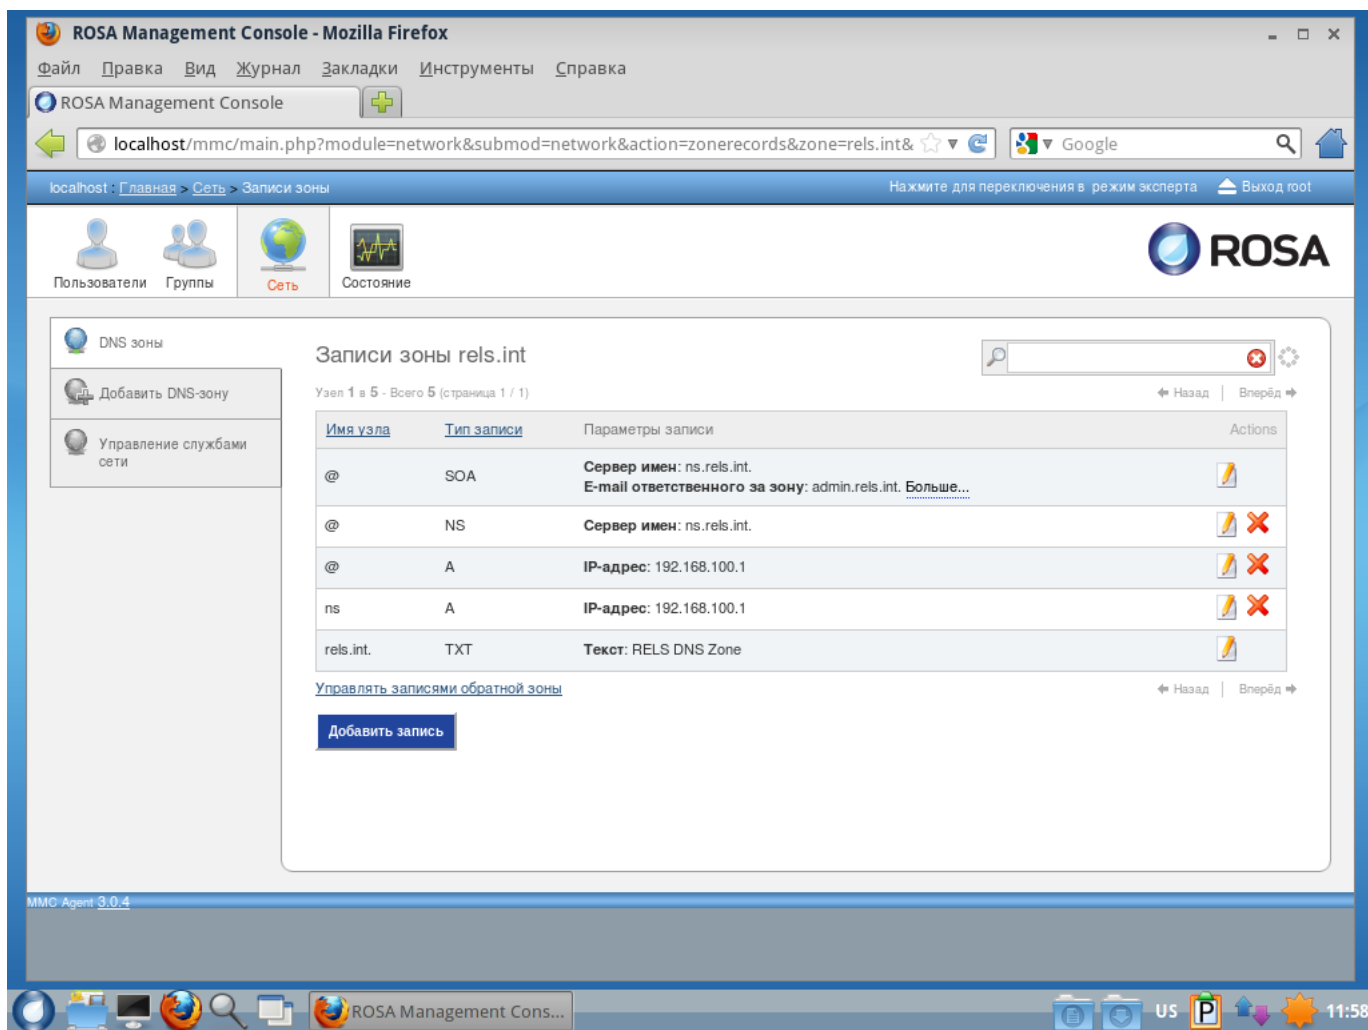 ROSA Management Console - Mozilla Firefox
Файл Правка Вид Журнал Закладки Инструменты Справка
ROSA Management Console
localhost/mmc/main.php?module=network&submod=network&action=zonerecords&zone=rels.int& Google
localhost : Главная > Сеть > Записи зоны Нажмите для переключения в режим эксперта Выход root
Пользователи Группы Сеть Состояние
ROSA
DNS зоны
Добавить DNS-зону
Управление службами
сети
Записи зоны rels.int
Узел 1 в 5 - Всего 5 (страница 1 / 1) Назад | Вперёд
Имя узла Тип записи Параметры записи Actions
@ SOA Сервер имен: ns.rels.int.
E-mail ответственного за зону: admin.rels.int. Больше...
@ NS Сервер имен: ns.rels.int.
@ A IP-адрес: 192.168.100.1
ns A IP-адрес: 192.168.100.1
rels.int. TXT Текст: RELS DNS Zone
Управлять записями обратной зоны Назад | Вперёд
Добавить запись
MMC Agent 3.0.4
ROSA Management Cons... US P 11:58